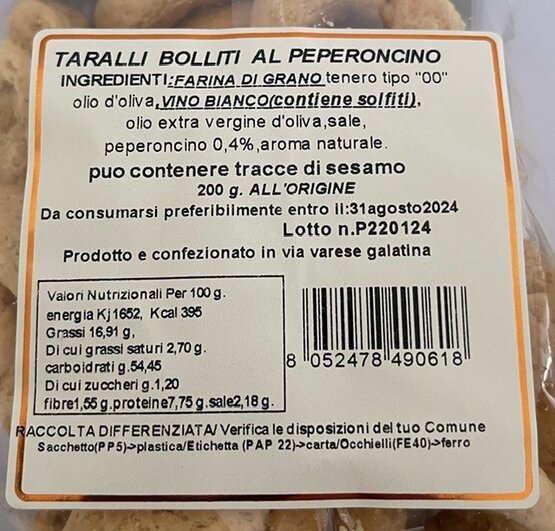 TARALLI BOLLITI AL PEPERONCINO
INGREDIENTI:FARINA DI GRANO tenero tipo "00"
olio d'oliva,VINO BIANCO(contiene solfiti),
olio extra vergine d'oliva,sale,
peperoncino 0,4%,aroma naturale.
puo contenere tracce di sesamo
200 g. ALL'ORIGINE
Da consumarsi preferibilmente entro il:31agosto2024
Lotto n.P220124
Prodotto e confezionato in via varese galatina
Valori Nutrizionali Per 100 g.
energia Kj1652, Kcal 395
Grassi 16,91 g,
Di cui grassi saturi 2,70 g.
carboidrati g.54,45
Di cui zuccheri g.1,20
fibre1,55 g.proteine7,75 g.sale2,18 g.
8 052478 490618
RACCOLTA DIFFERENZIATA/ Verifica le disposizioni del tuo Comune
Sacchetto(PP5)->plastica/Etichetta (PAP 22)->carta/Occhielli(FE40)->ferro